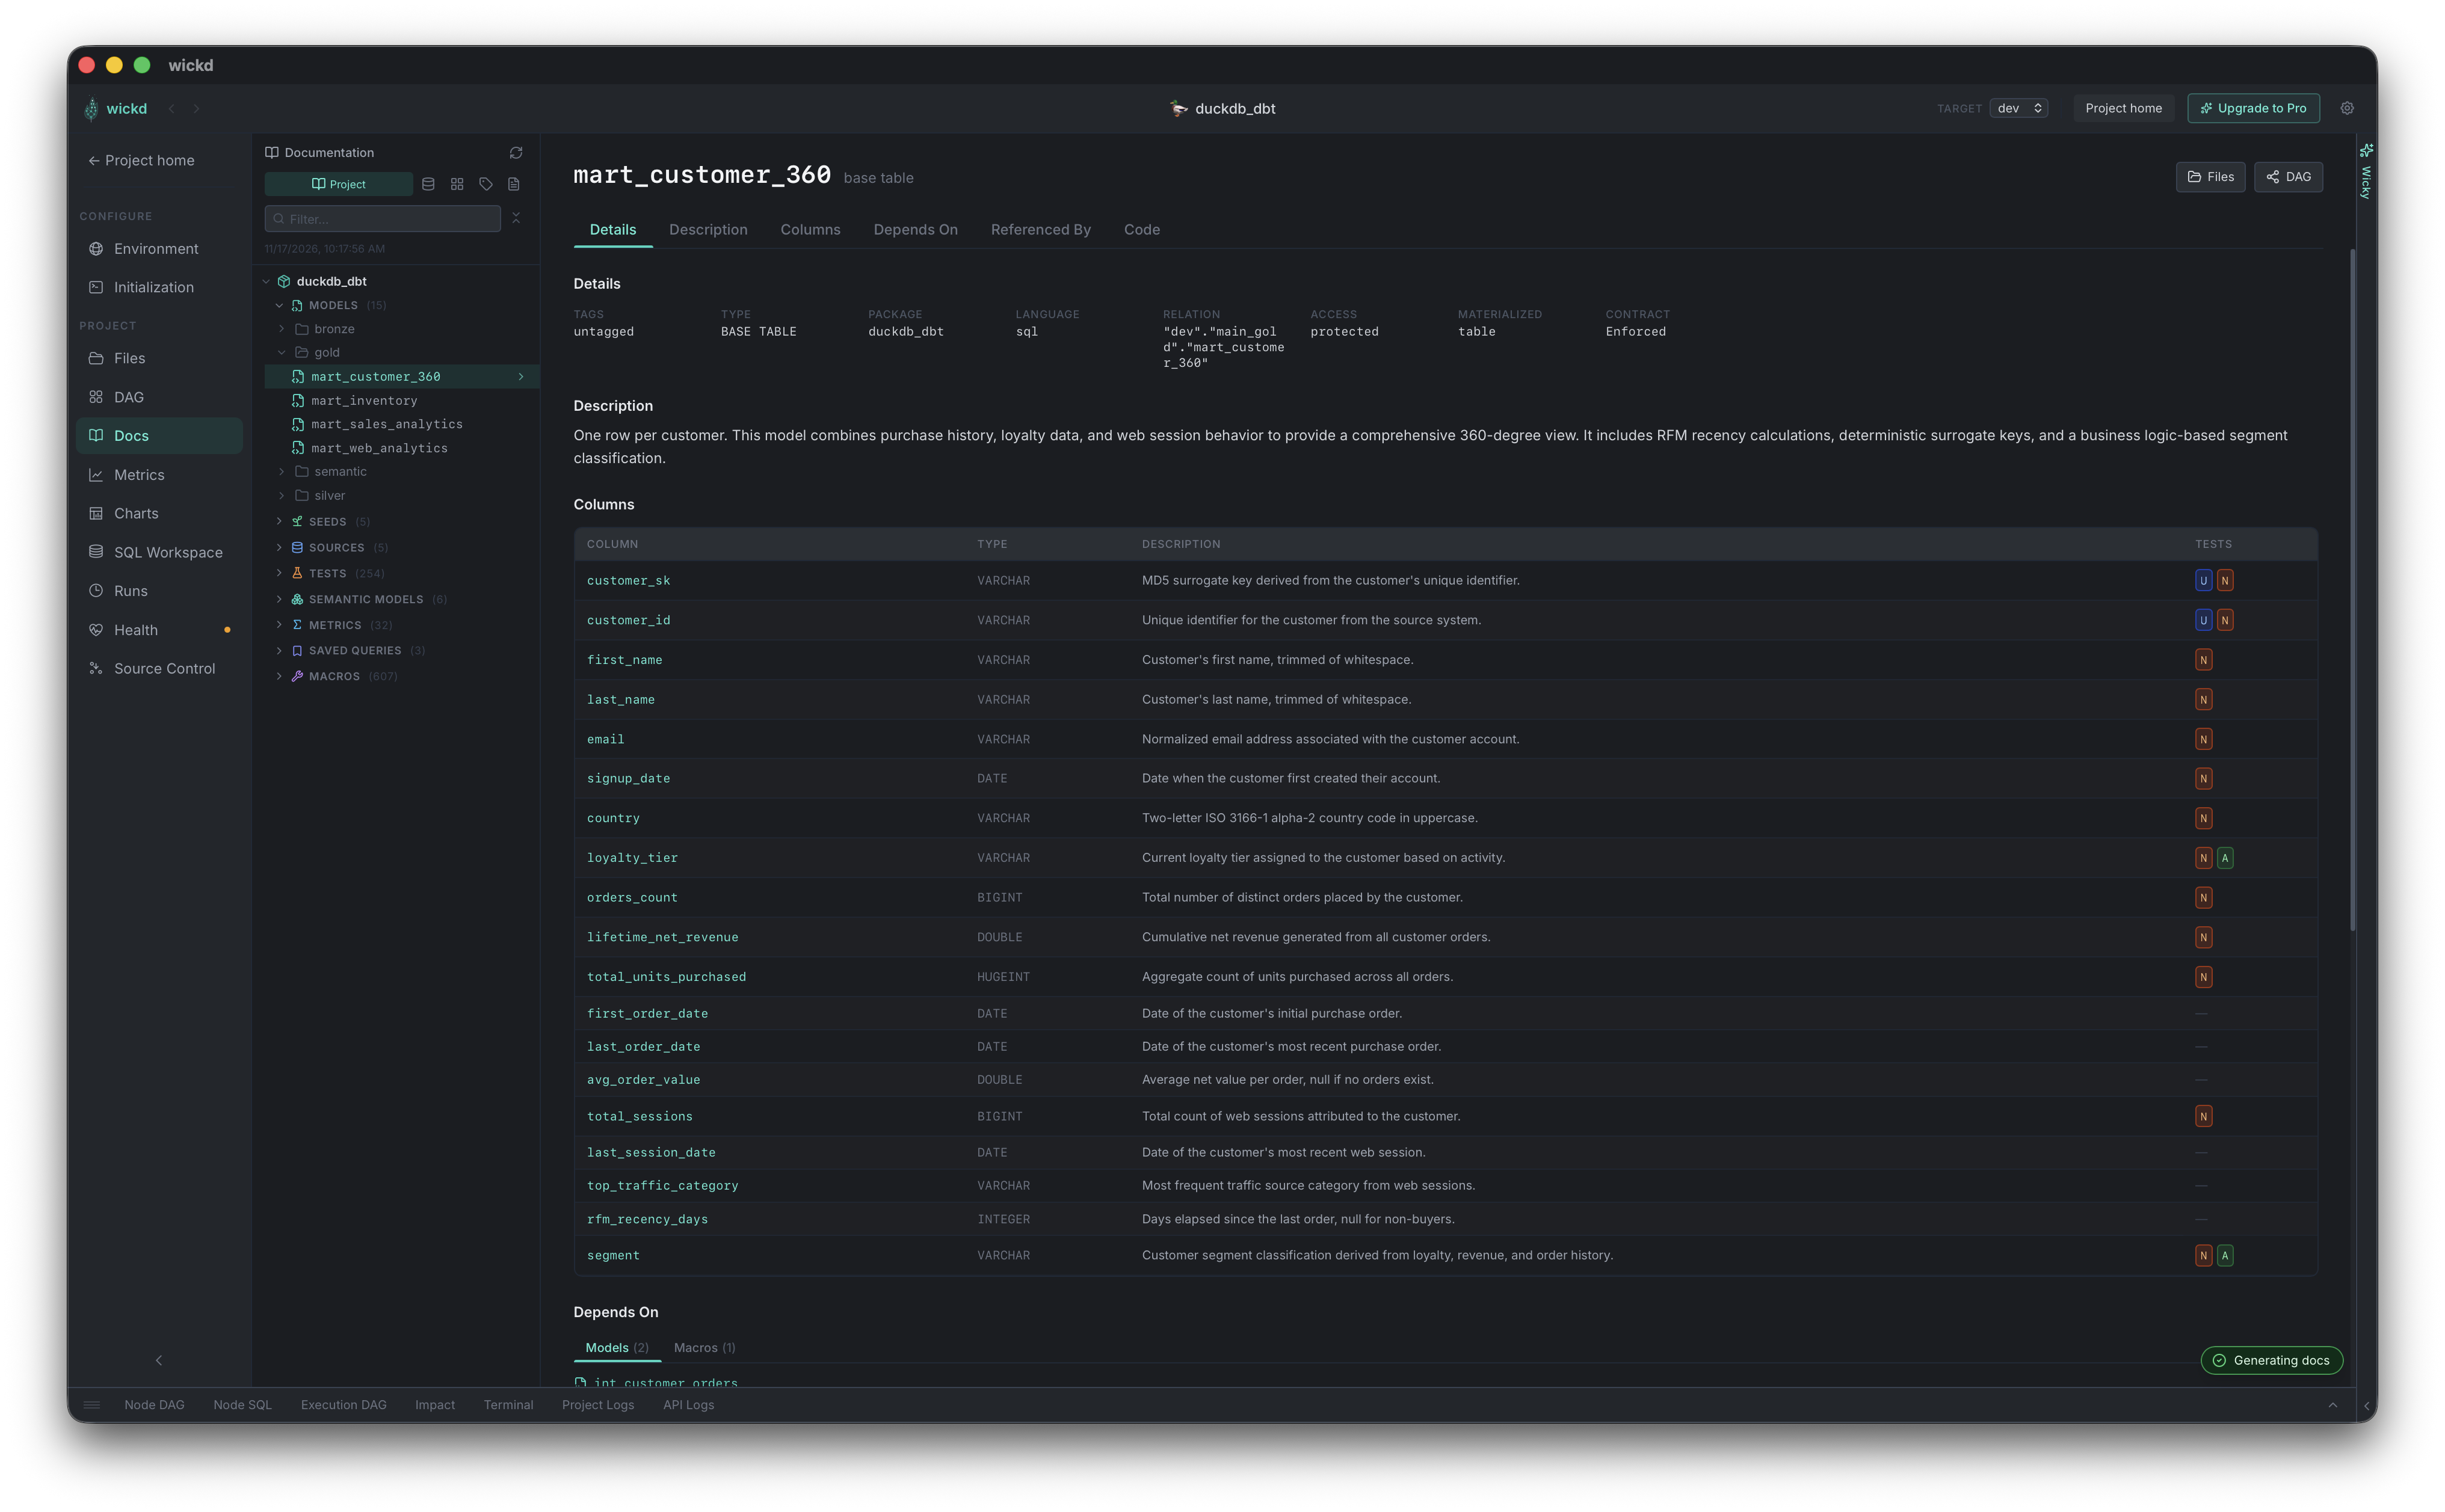 wickd
wickd
duckdb_dbt
TARGET dev
Project home
Upgrade to Pro
Project home
CONFIGURE
Environment
Initialization
PROJECT
Files
DAG
Docs
Metrics
Charts
SQL Workspace
Runs
Health
Source Control
Documentation
Project
Filter...
11/17/2026, 10:17:56 AM
duckdb_dbt
MODELS (15)
bronze
gold
mart_customer_360
mart_inventory
mart_sales_analytics
mart_web_analytics
semantic
silver
SEEDS (5)
SOURCES (5)
TESTS (254)
SEMANTIC MODELS (6)
METRICS (32)
SAVED QUERIES (3)
MACROS (607)
mart_customer_360 base table
Files
DAG
Wicky
Details Description Columns Depends On Referenced By Code
Details
TAGS TYPE PACKAGE LANGUAGE RELATION ACCESS MATERIALIZED CONTRACT
untagged BASE TABLE duckdb_dbt sql "dev"."main_gol protected table Enforced
d"."mart_custome
r_360"
Description
One row per customer. This model combines purchase history, loyalty data, and web session behavior to provide a comprehensive 360-degree view. It includes RFM recency calculations, deterministic surrogate keys, and a business logic-based segment
classification.
Columns
COLUMN TYPE DESCRIPTION TESTS
customer_sk VARCHAR MD5 surrogate key derived from the customer's unique identifier. U N
customer_id VARCHAR Unique identifier for the customer from the source system. U N
first_name VARCHAR Customer's first name, trimmed of whitespace. N
last_name VARCHAR Customer's last name, trimmed of whitespace. N
email VARCHAR Normalized email address associated with the customer account. N
signup_date DATE Date when the customer first created their account. N
country VARCHAR Two-letter ISO 3166-1 alpha-2 country code in uppercase. N
loyalty_tier VARCHAR Current loyalty tier assigned to the customer based on activity. N A
orders_count BIGINT Total number of distinct orders placed by the customer. N
lifetime_net_revenue DOUBLE Cumulative net revenue generated from all customer orders. N
total_units_purchased HUGEINT Aggregate count of units purchased across all orders. N
first_order_date DATE Date of the customer's initial purchase order. —
last_order_date DATE Date of the customer's most recent purchase order. —
avg_order_value DOUBLE Average net value per order, null if no orders exist. —
total_sessions BIGINT Total count of web sessions attributed to the customer. N
last_session_date DATE Date of the customer's most recent web session. —
top_traffic_category VARCHAR Most frequent traffic source category from web sessions. —
rfm_recency_days INTEGER Days elapsed since the last order, null for non-buyers. —
segment VARCHAR Customer segment classification derived from loyalty, revenue, and order history. N A
Depends On
Models (2) Macros (1)
int_customer_orders
Generating docs
Node DAG Node SQL Execution DAG Impact Terminal Project Logs API Logs